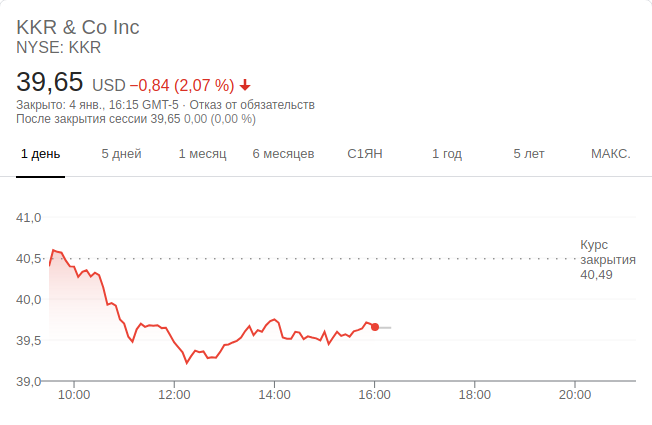 KKR & Co Inc
NYSE: KKR
39,65 USD −0,84 (2,07 %)
Закрыто: 4 янв., 16:15 GMT-5 · Отказ от обязательств
После закрытия сессии 39,65 0,00 (0,00 %)
1 день 5 дней 1 месяц 6 месяцев С1ЯН 1 год 5 лет МАКС.
41,0
Курс
40,5 закрытия
40,49
40,0
39,5
39,0
10:00 12:00 14:00 16:00 18:00 20:00